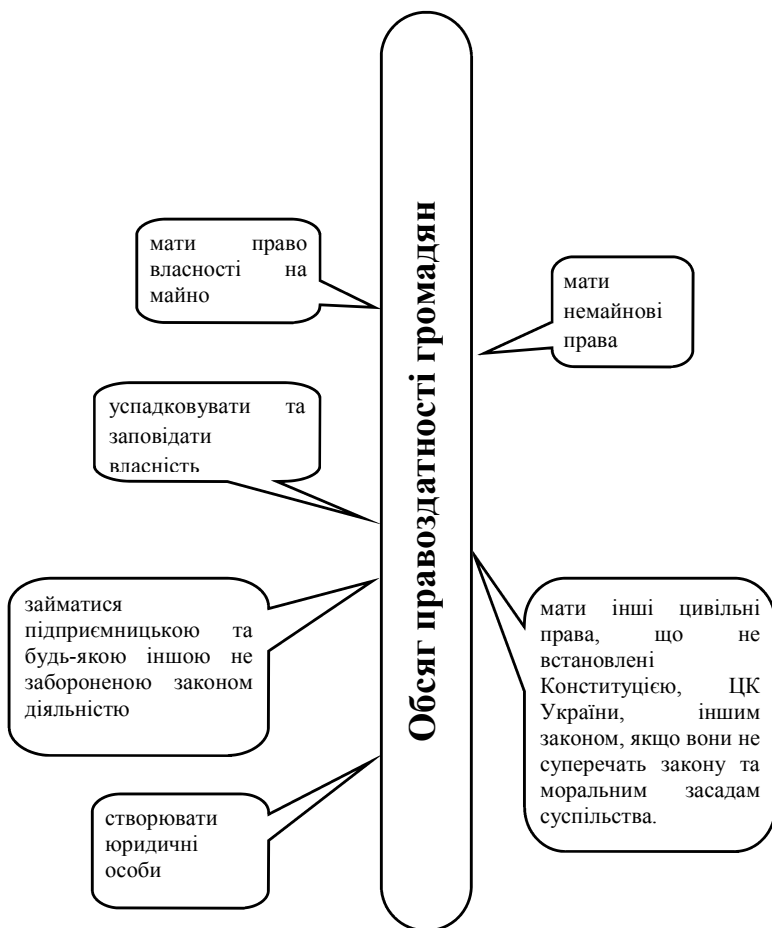 Обсяг правоздатності громадян
мати право
власності на
майно
мати
немайнові
права
успадковувати та
заповідати
власність
займатися
підприємницькою та
будь-якою іншою не
забороненою законом
діяльністю
мати інші цивільні
права, що не
встановлені
Конституцією, ЦК
України, іншим
законом, якщо вони не
суперечать закону та
моральним засадам
суспільства.
створювати
юридичні
особи